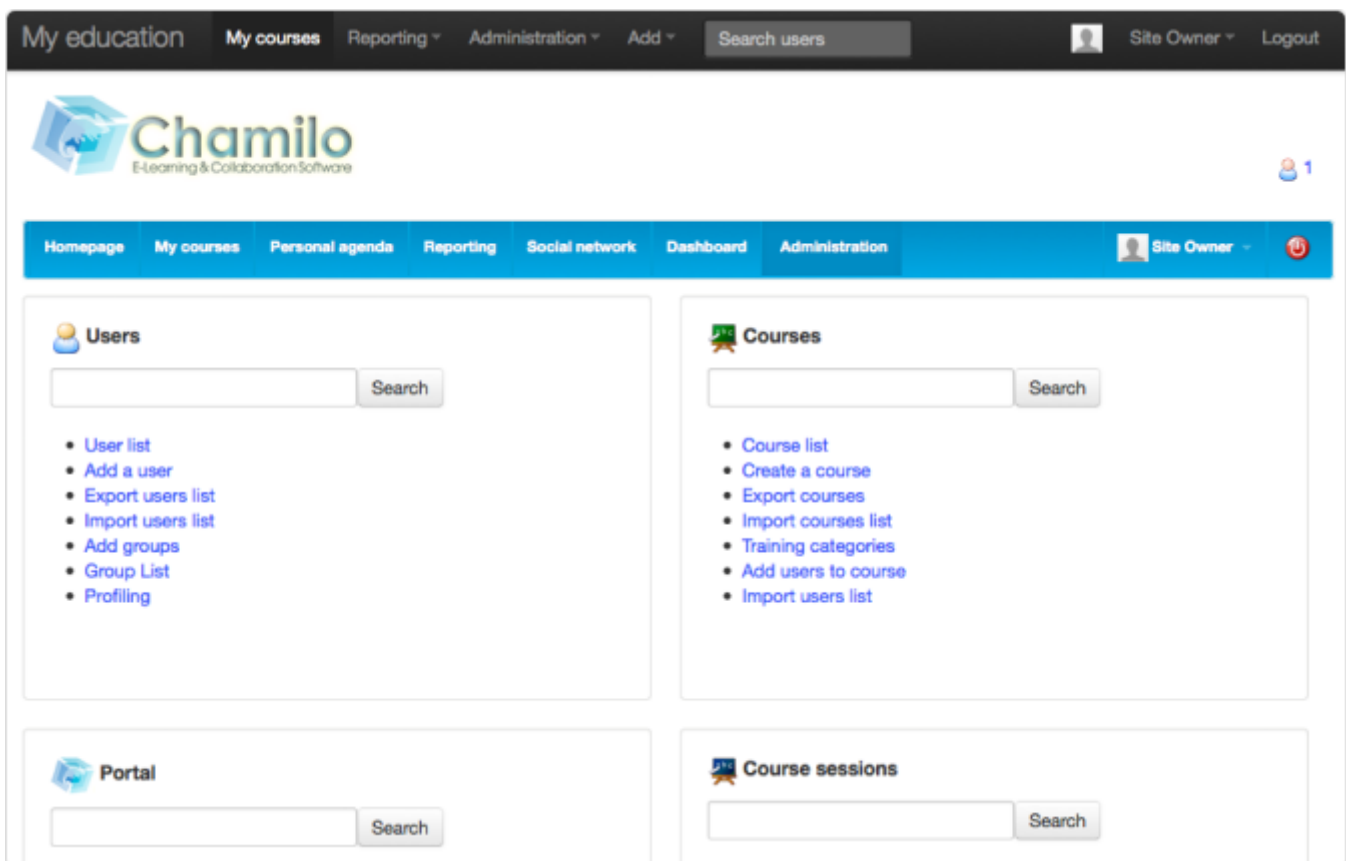 My education My courses Reporting Administration Add Search users Site Owner Logout
Chamilo
E-Learning & Collaboration Software
1
Homepage My courses Personal agenda Reporting Social network Dashboard Administration Site Owner
Users
Search
User list
Add a user
Export users list
Import users list
Add groups
Group List
Profiling
Courses
Search
Course list
Create a course
Export courses
Import courses list
Training categories
Add users to course
Import users list
Portal
Search
Course sessions
Search